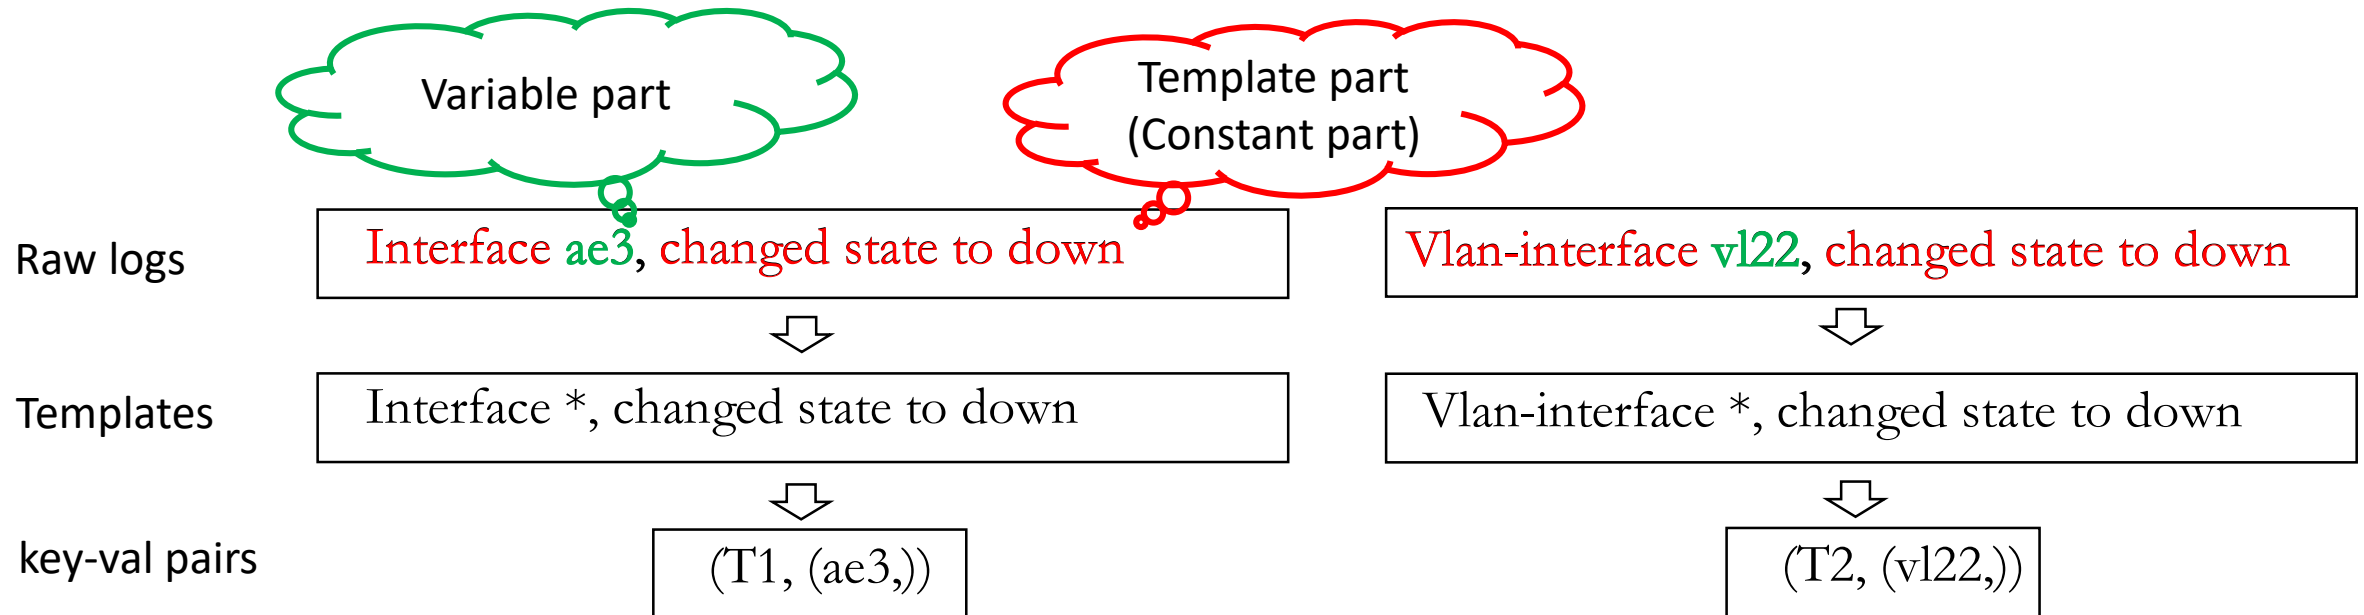 Variable part
Template part
(Constant part)
Raw logs
Interface ae3, changed state to down
Vlan-interface vl22, changed state to down
Templates
Interface *, changed state to down
Vlan-interface *, changed state to down
key-val pairs
(T1, (ae3,))
(T2, (vl22,))